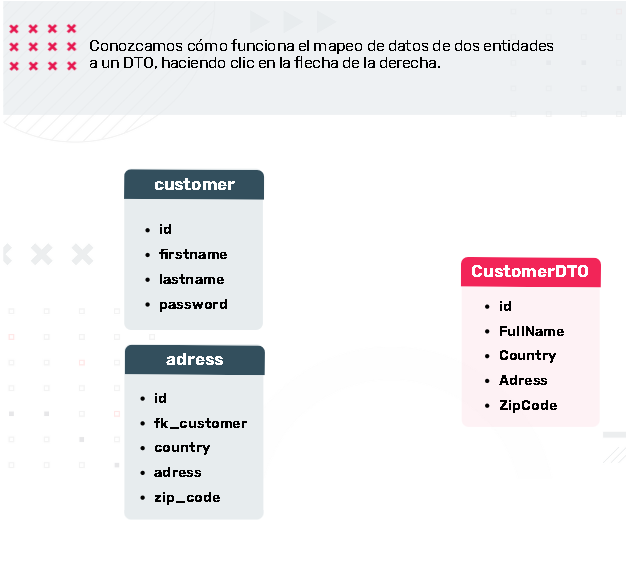 Conozcamos cómo funciona el mapeo de datos de dos entidades
a un DTO, haciendo clic en la flecha de la derecha.
customer
• id
• firstname
• lastname
• password
adress
• id
• fk_customer
• country
• adress
• zip_code
CustomerDTO
• id
• FullName
• Country
• Adress
• ZipCode